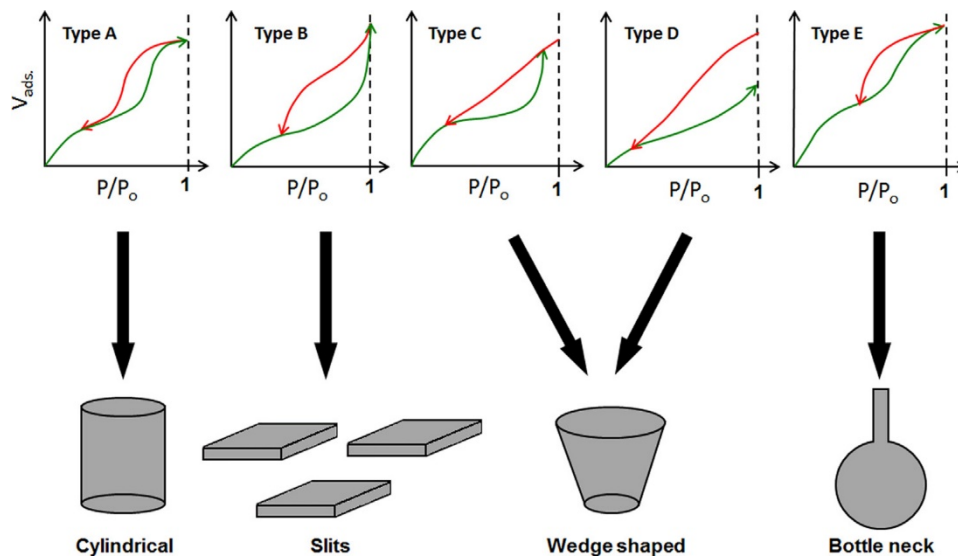 Type A
Type B
Type C
Type D
Type E
Vads.
P/Po
1
P/Po
1
P/Po
1
P/Po
1
P/Po
1
Cylindrical
Slits
Wedge shaped
Bottle neck